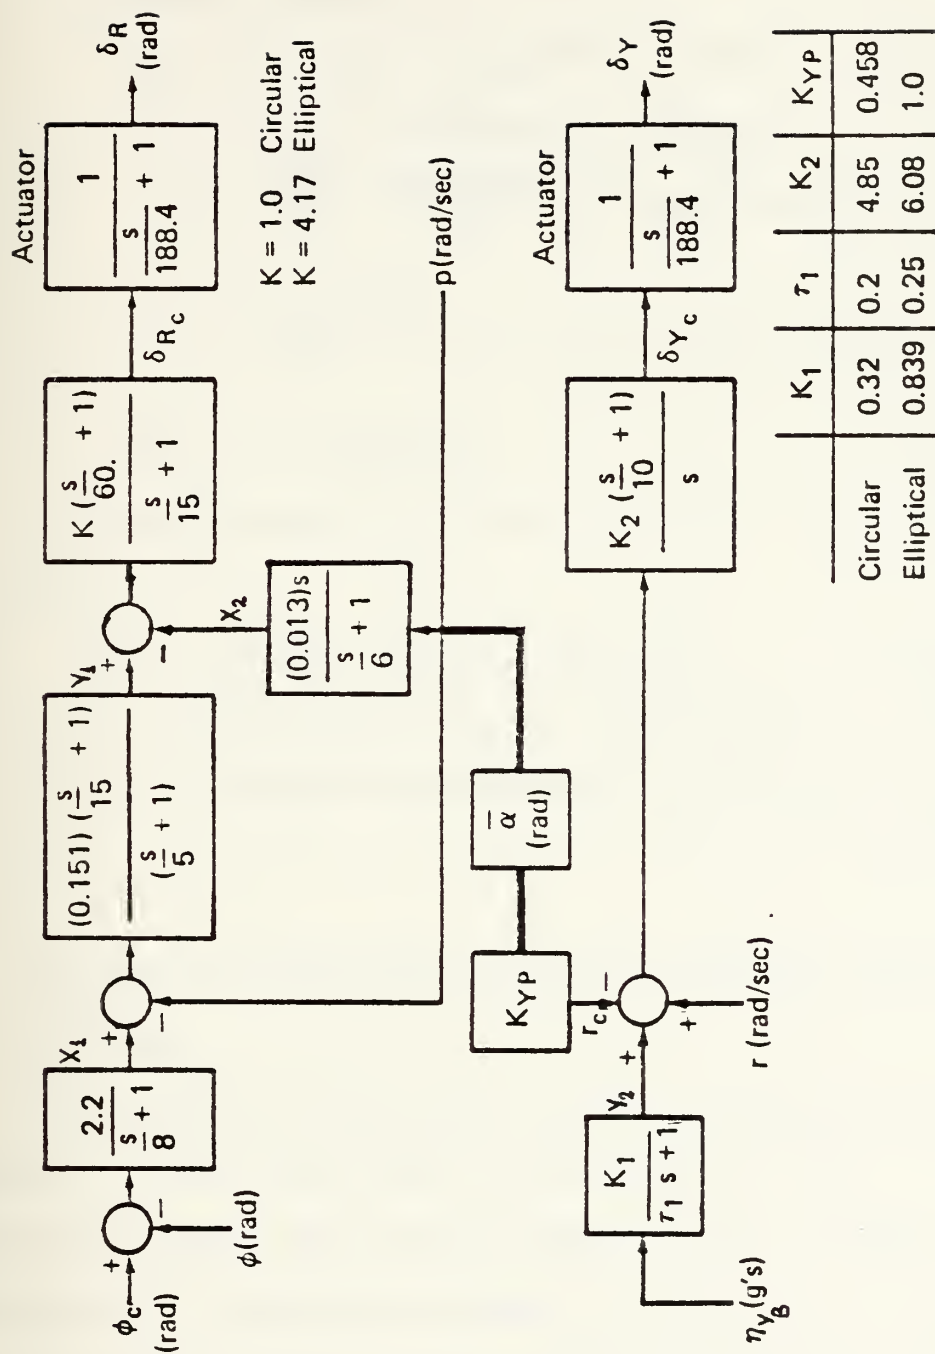 ϕc
(rad)
+
−
ϕ(rad)
2.2
s
8
+ 1
X1
+
−
(0.151) (s
15
+ 1)
(s
5
+ 1)
Y1
+
−
K (s
60.
+ 1)
s
15
+ 1
δRc
Actuator
1
s
188.4
+ 1
δR
(rad)
K = 1.0 Circular
K = 4.17 Elliptical
X2
(0.013)s
s
6
+ 1
p(rad/sec)
α̅
(rad)
KYP
rc
−
ηyB(g's)
K1
τ1 s + 1
Y2
+
+
r (rad/sec)
K2 (s
10
+ 1)
s
δYc
Actuator
1
s
188.4
+ 1
δY
(rad)
K1 τ1 K2 KYP
Circular 0.32 0.2 4.85 0.458
Elliptical 0.839 0.25 6.08 1.0